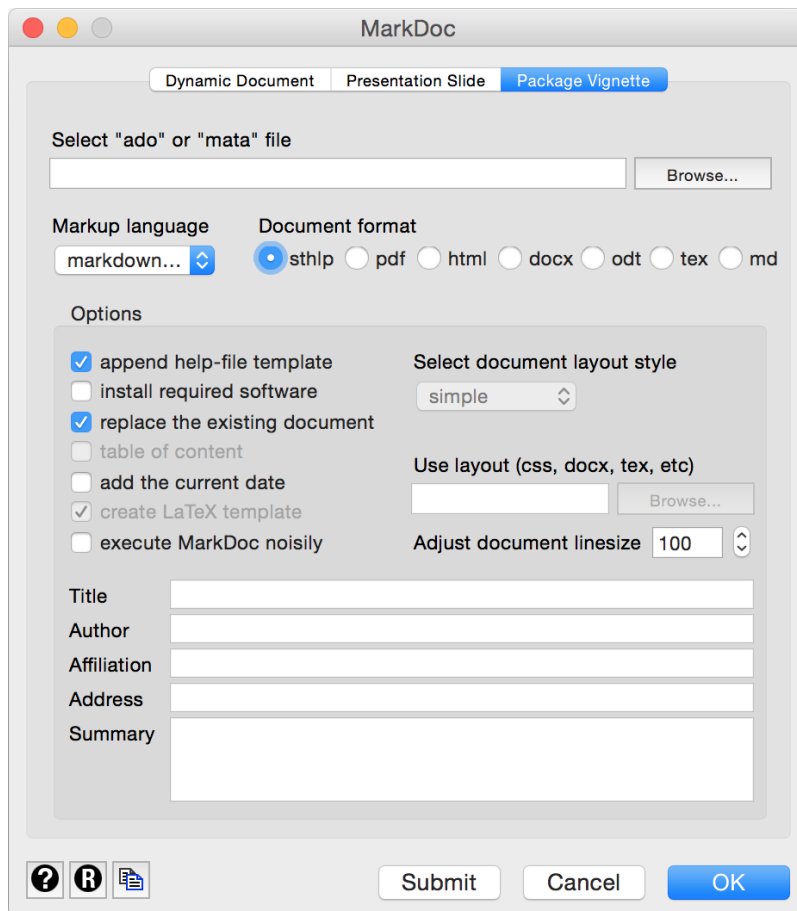 MarkDoc
Dynamic Document Presentation Slide Package Vignette
Select "ado" or "mata" file
Browse...
Markup language Document format
markdown... sthlp pdf html docx odt tex md
Options
append help-file template Select document layout style
install required software simple
replace the existing document
table of content
Use layout (css, docx, tex, etc)
add the current date
Browse...
create LaTeX template
execute MarkDoc noisily Adjust document linesize 100
Title
Author
Affiliation
Address
Summary
? R
Submit Cancel OK